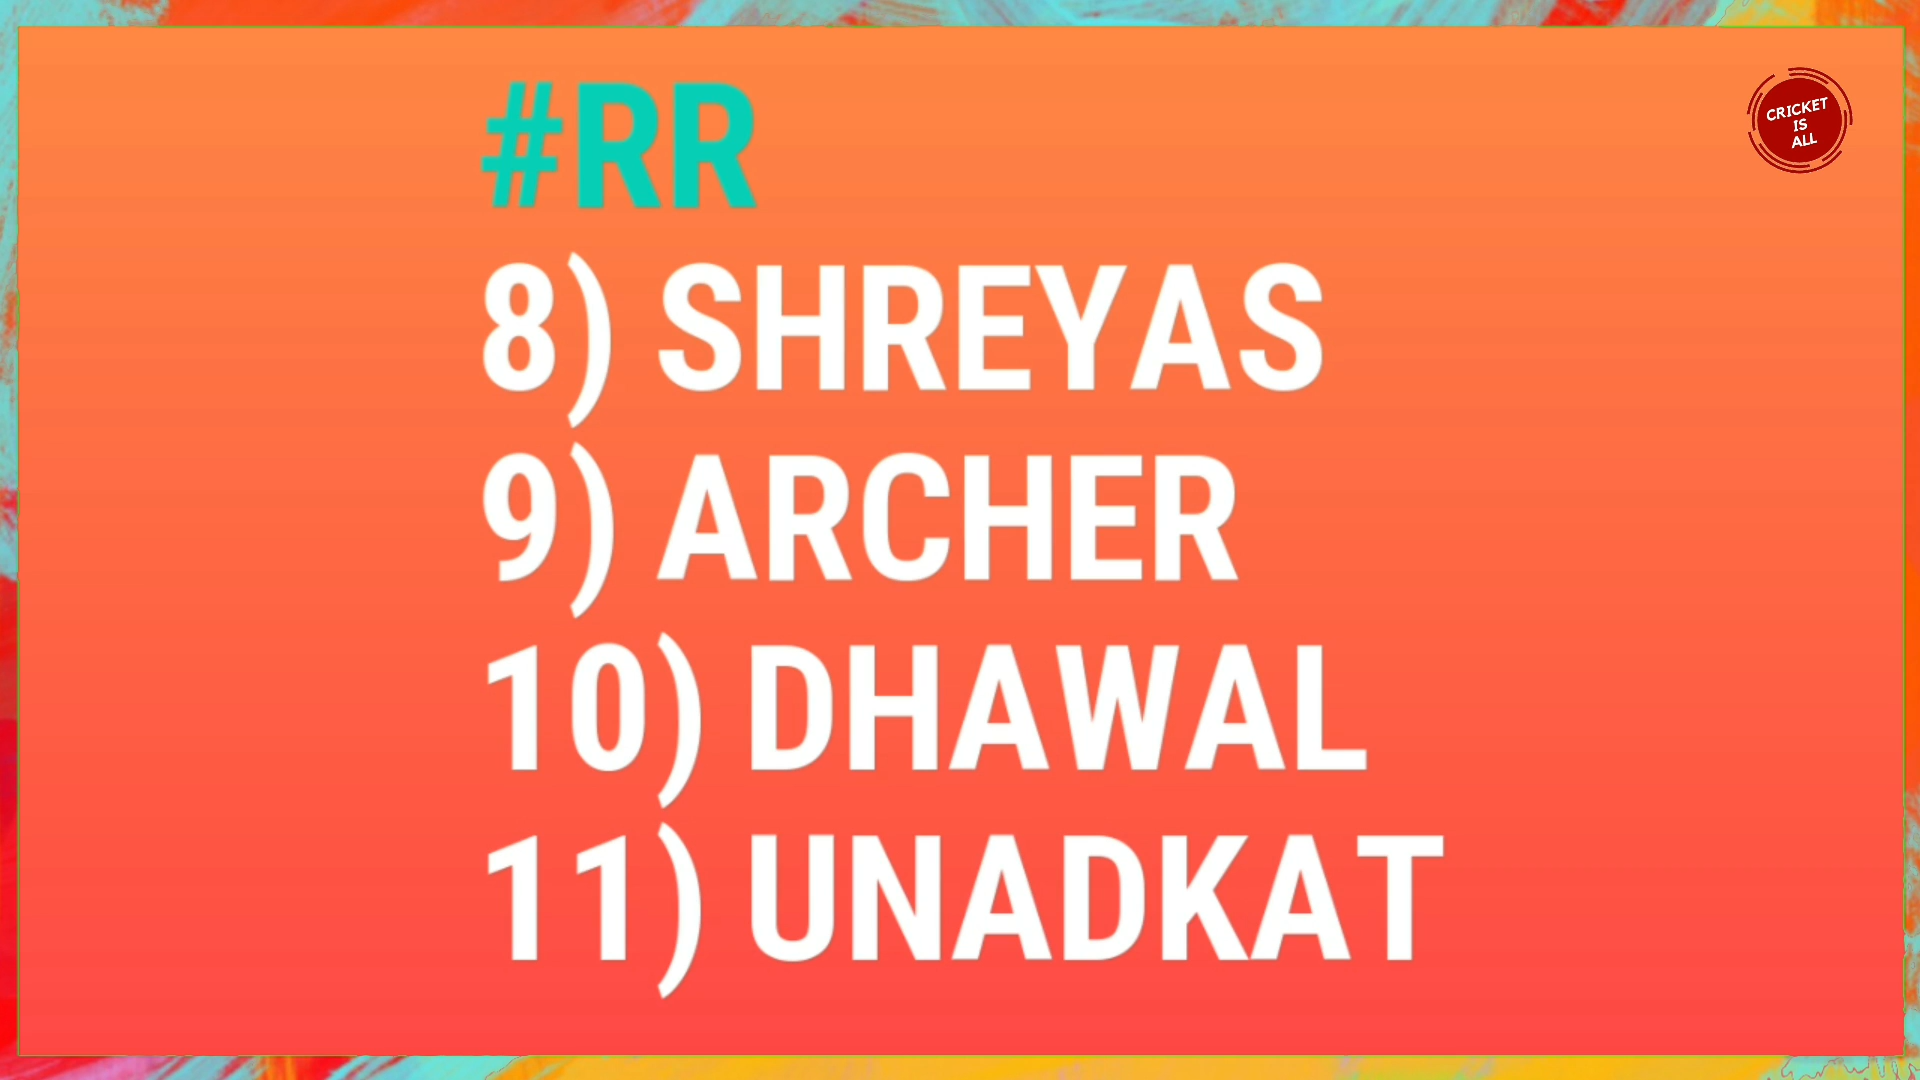 #RR
CRICKET
IS
ALL
8) SHREYAS
9) ARCHER
10) DHAWAL
11) UNADKAT